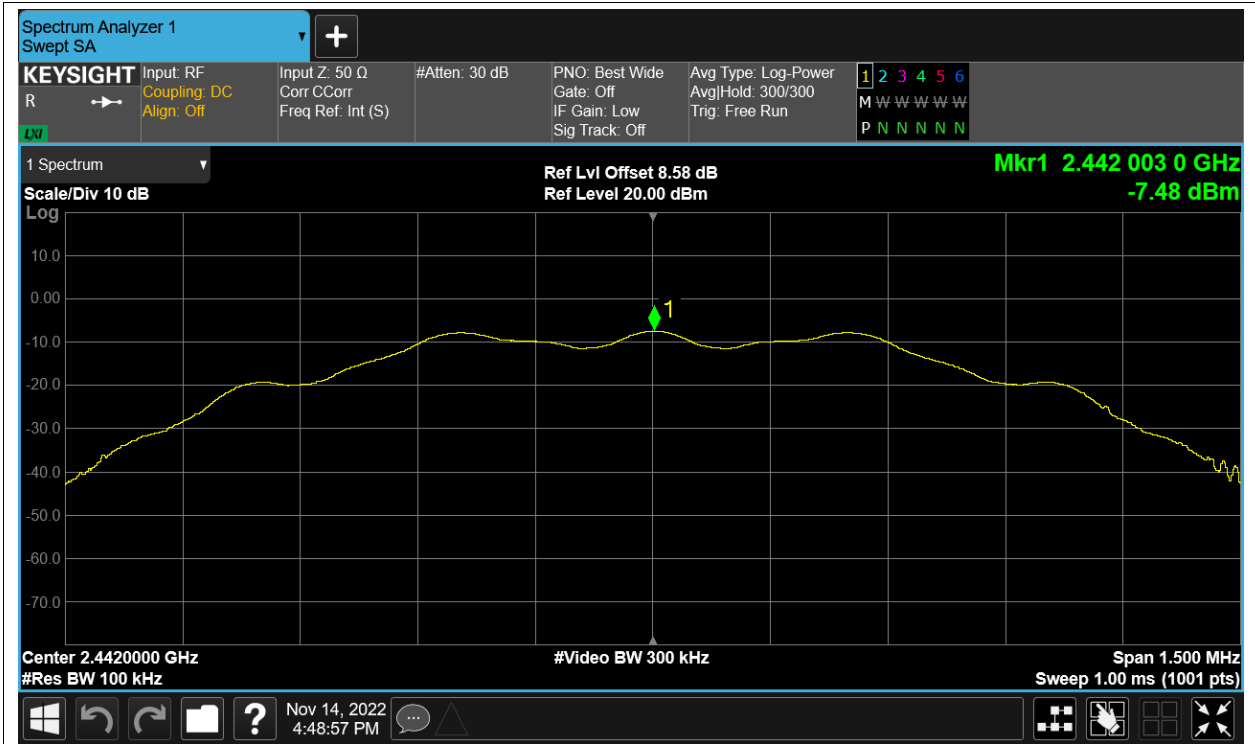 Spectrum Analyzer 1
Swept SA
+
KEYSIGHT
R
LXI
Input: RF
Coupling: DC
Align: Off
Input Z: 50 Ω
Corr CCorr
Freq Ref: Int (S)
#Atten: 30 dB
PNO: Best Wide
Gate: Off
IF Gain: Low
Sig Track: Off
Avg Type: Log-Power
Avg|Hold: 300/300
Trig: Free Run
1 2 3 4 5 6
M W W W W W
P N N N N N
1 Spectrum
Scale/Div 10 dB
Log
Ref Lvl Offset 8.58 dB
Ref Level 20.00 dBm
Mkr1 2.442 003 0 GHz
-7.48 dBm
10.0
0.00
-10.0
-20.0
-30.0
-40.0
-50.0
-60.0
-70.0
1
Center 2.4420000 GHz
#Res BW 100 kHz
#Video BW 300 kHz
Span 1.500 MHz
Sweep 1.00 ms (1001 pts)
?
Nov 14, 2022
4:48:57 PM